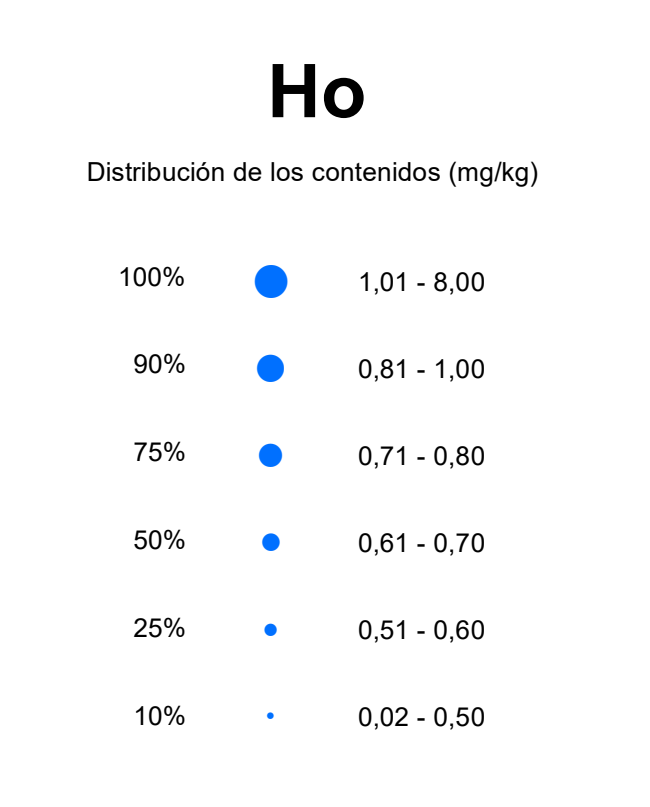 Ho
Distribución de los contenidos (mg/kg)
100% 1,01 - 8,00
90% 0,81 - 1,00
75% 0,71 - 0,80
50% 0,61 - 0,70
25% 0,51 - 0,60
10% 0,02 - 0,50